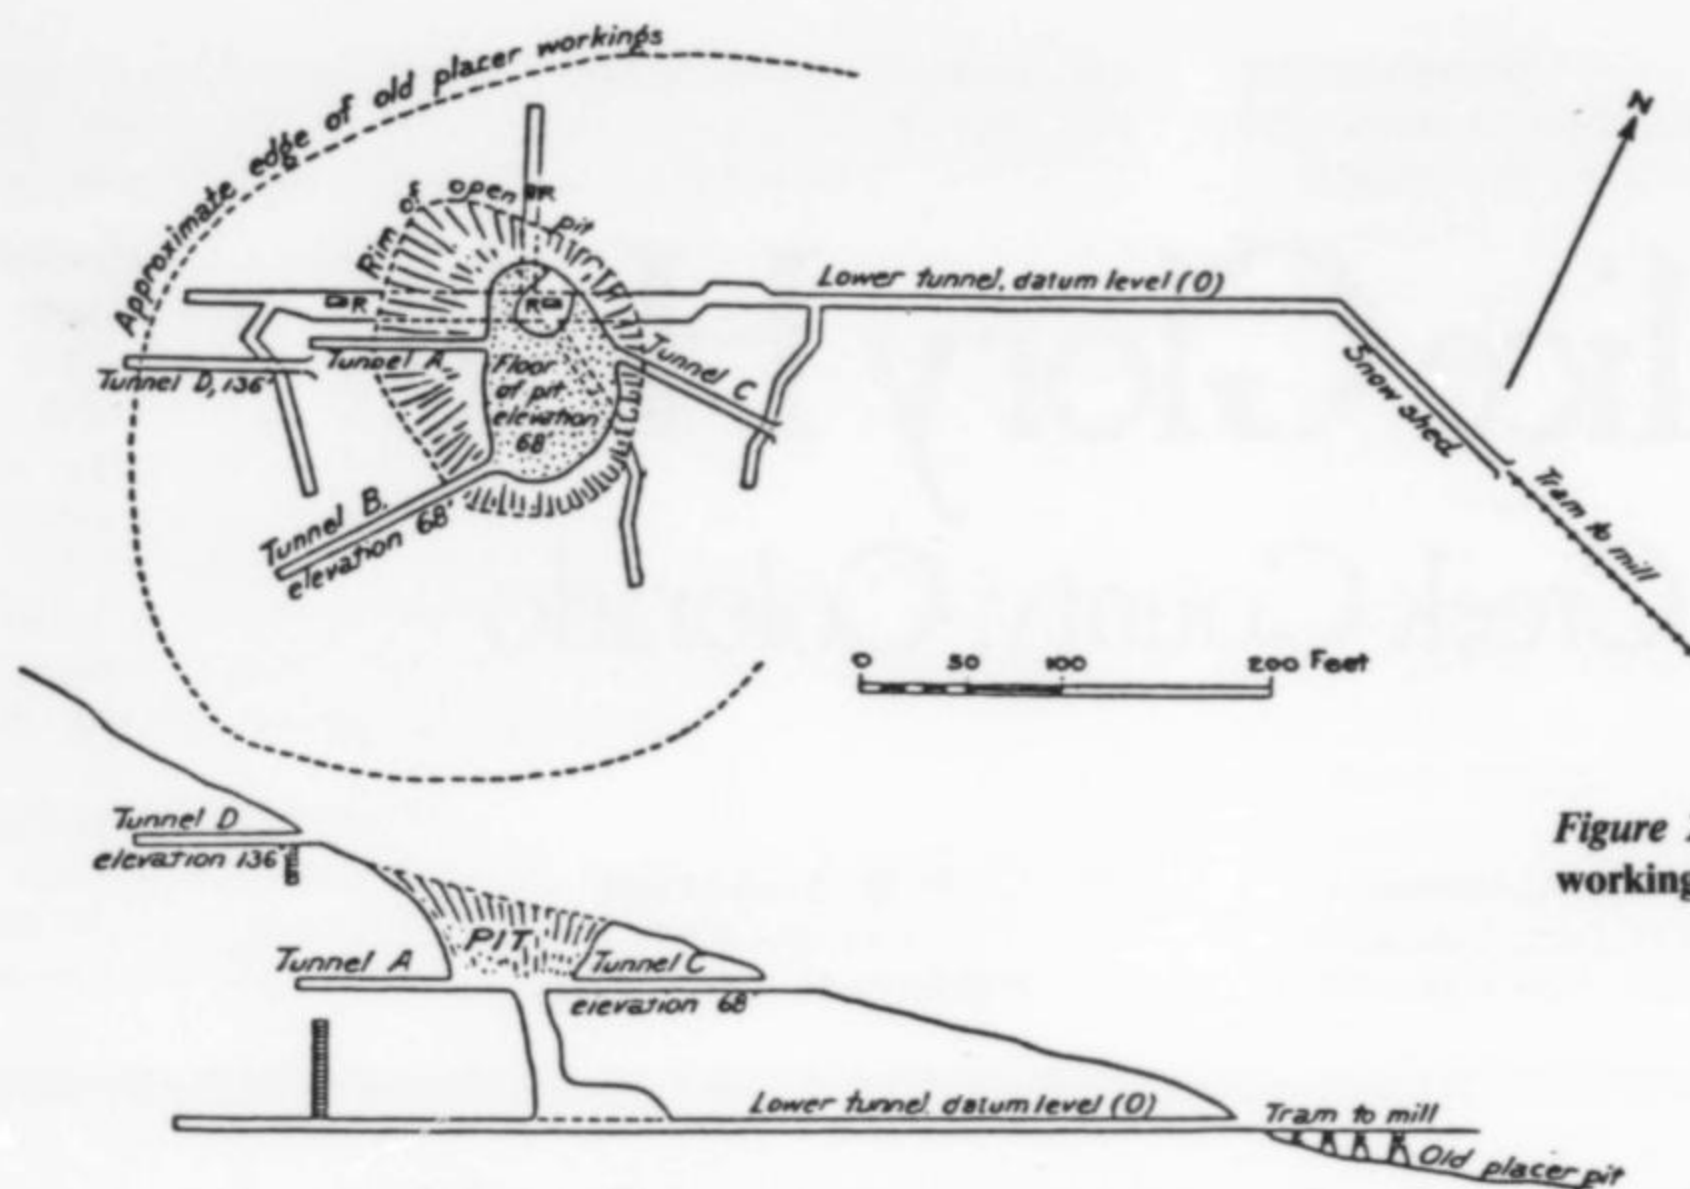 Approximate edge of old placer workings
N
Rim of open pit
R
R
R
Lower tunnel, datum level (0)
Tunnel A
Tunnel D, 136'
Floor
of pit
elevation
68'
Tunnel C
Snow shed
Tram to mill
Tunnel B.
elevation 68'
0 50 100 200 Feet
Tunnel D
elevation 136'
PIT
Tunnel A
Tunnel C
elevation 68'
Lower tunnel datum level (0)
Tram to mill
Old placer pit
Figure
working